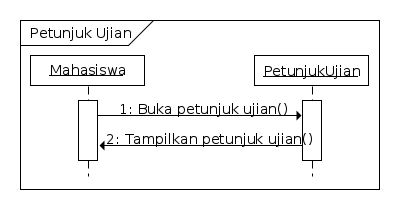 Petunjuk Ujian
Mahasiswa
PetunjukUjian
1: Buka petunjuk ujian()
2: Tampilkan petunjuk ujian()